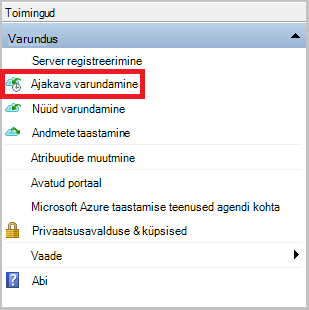 Toimingud
Varundus
Server registreerimine
Ajakava varundamine
Nüüd varundamine
Andmete taastamine
Atribuutide muutmine
Avatud portaal
Microsoft Azure taastamise teenused agendi kohta
Privaatsusavalduse & küpsised
Vaade
Abi